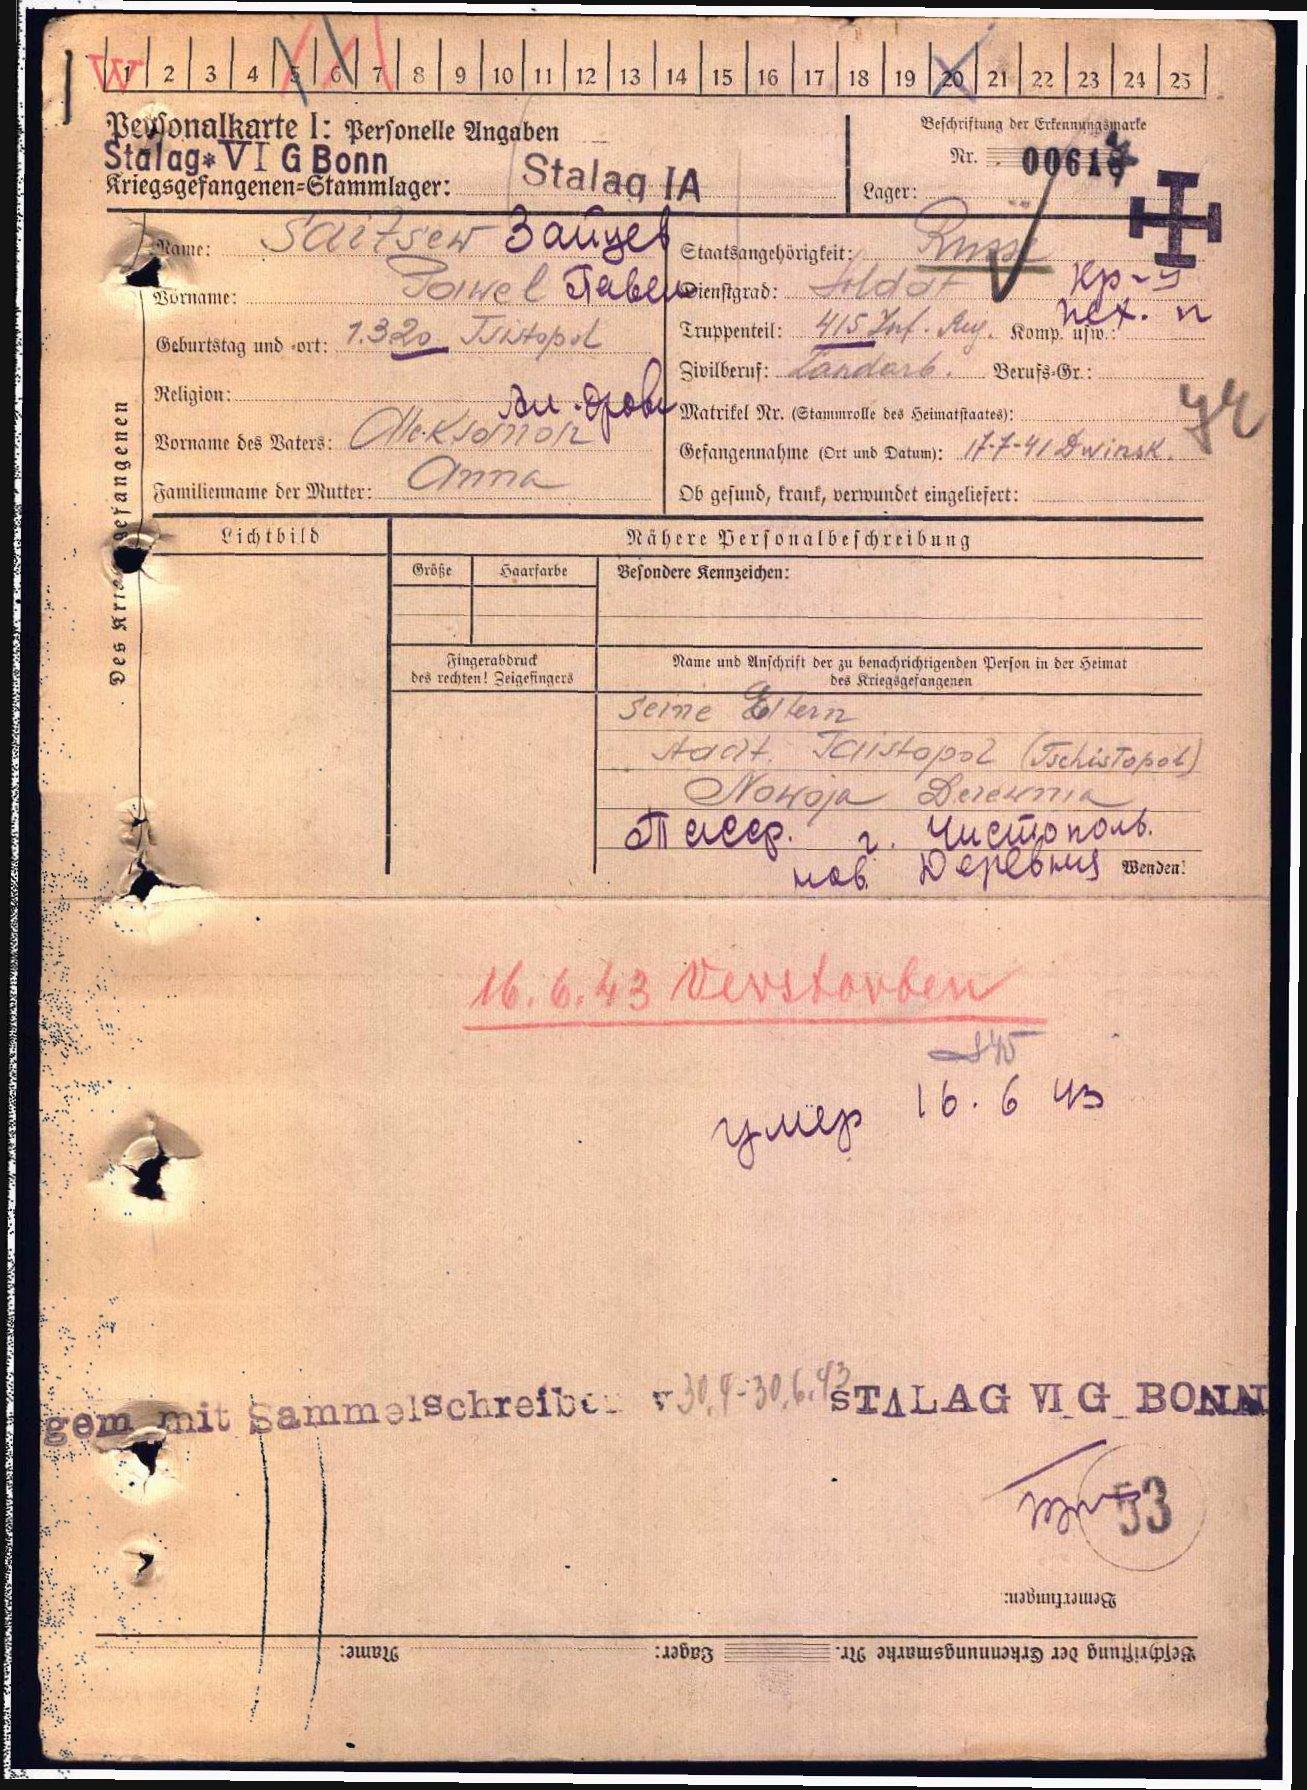 W 1 2 3 4 5 6 7 8 9 10 11 12 13 14 15 16 17 18 19 20 21 22 23 24 25
Personalkarte I: Personelle Angaben
Beschriftung der Erkennungsmarke
Stalag VI G Bonn
Nr. 0061
Kriegsgefangenen-Stammlager: Stalag IA
Lager:
Des Kriegsgefangenen
Name: Saitsew Зайцев
Vorname: Pawel Павел
Geburtstag und -ort: 1.3.20 Tsistopol
Religion:
Ал-дрович
Vorname des Vaters: Aleksander
Familienname der Mutter: Anna
Staatsangehörigkeit: Russe
Dienstgrad: Soldat Кр-ц
пех. п
Truppenteil: 415 Inf. Reg. Komp. usw.:
Zivilberuf: Landarb. Berufs-Gr.:
Matrikel Nr. (Stammrolle des Heimatstaates):
Gefangennahme (Ort und Datum): 17-7-41 Dwinsk.
Ob gesund, krank, verwundet eingeliefert:
Lichtbild
Nähere Personalbeschreibung
Größe Haarfarbe Besondere Kennzeichen:
Fingerabdruck
des rechten! Zeigefingers
Name und Anschrift der zu benachrichtigenden Person in der Heimat
des Kriegsgefangenen
Seine Eltern
Stadt. Tsistopol (Tschistopol)
Nowoja Derewnia
Тасср. г. Чистополь.
нов. Деревня
Wenden!
16.6.43 Verstorben
умер 16.6 43
gem mit Sammelschreiben v 30.4-30.6.43 STALAG VI G BONN
53
Bemerkungen:
Beschriftung der Erkennungsmarke Nr. Lager: Name: